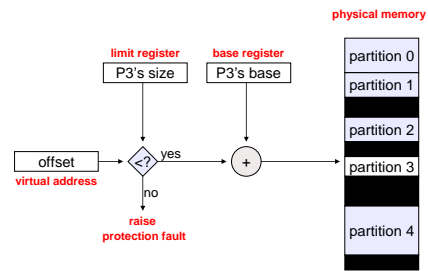 physical memory
limit register
base register
P3's size
P3's base
partition 0
partition 1
partition 2
offset
<?
yes
+
partition 3
virtual address
no
raise
protection fault
partition 4